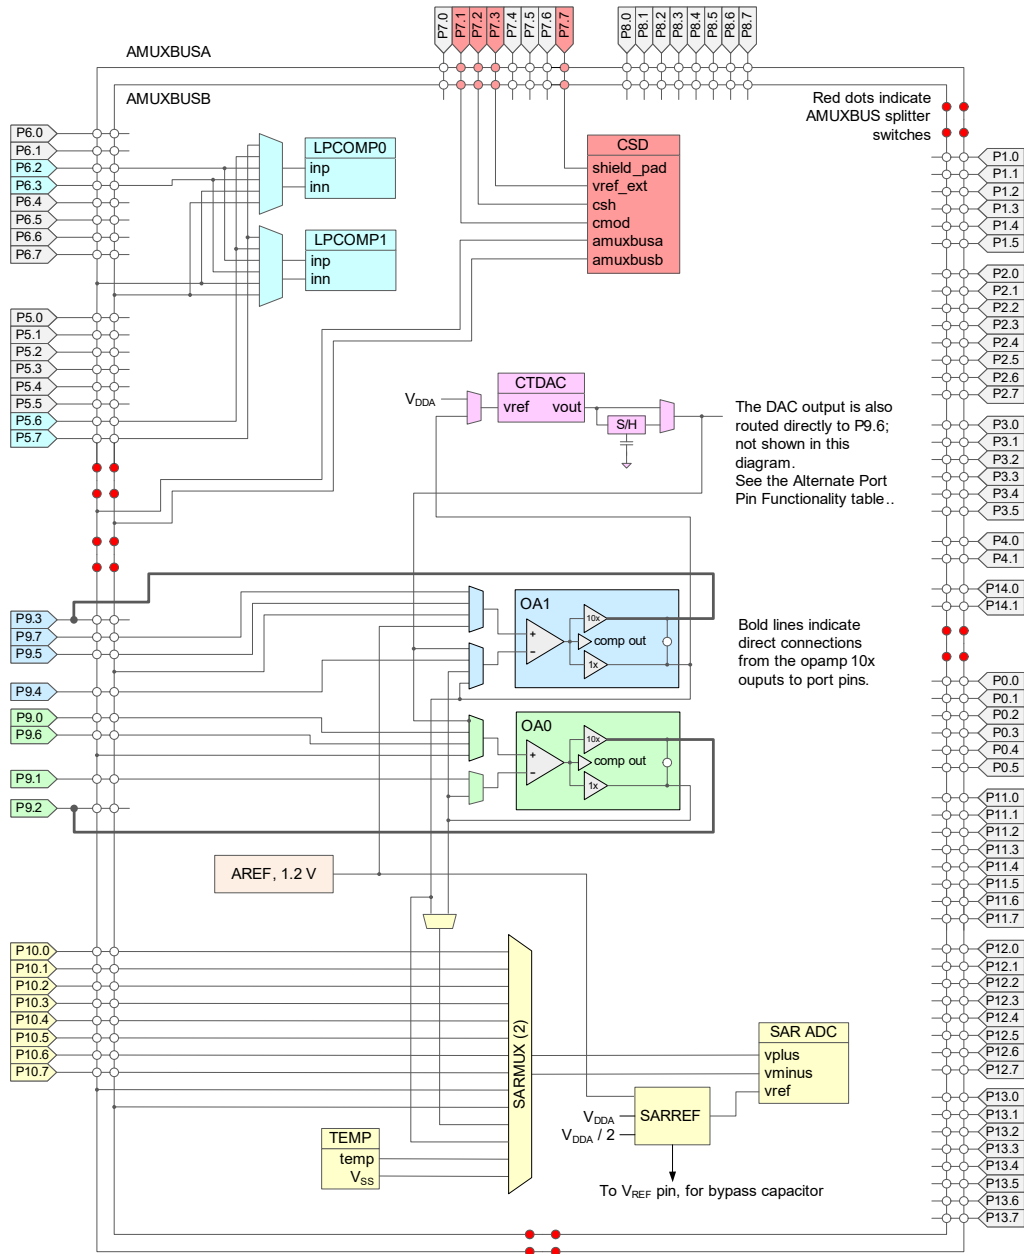 P7.0
P7.1
P7.2
P7.3
P7.4
P7.5
P7.6
P7.7
P8.0
P8.1
P8.2
P8.3
P8.4
P8.5
P8.6
P8.7
AMUXBUSA
AMUXBUSB
Red dots indicate
AMUXBUS splitter
switches
P6.0
P6.1
P6.2
P6.3
P6.4
P6.5
P6.6
P6.7
LPCOMP0
inp
inn
LPCOMP1
inp
inn
CSD
shield_pad
vref_ext
csh
cmod
amuxbusa
amuxbusb
P1.0
P1.1
P1.2
P1.3
P1.4
P1.5
P2.0
P2.1
P2.2
P2.3
P2.4
P2.5
P2.6
P2.7
P5.0
P5.1
P5.2
P5.3
P5.4
P5.5
P5.6
P5.7
VDDA
CTDAC
vref vout
S/H
The DAC output is also
routed directly to P9.6;
not shown in this
diagram.
See the Alternate Port
Pin Functionality table..
P3.0
P3.1
P3.2
P3.3
P3.4
P3.5
P4.0
P4.1
P14.0
P14.1
P9.3
P9.7
P9.5
P9.4
OA1
+
−
10x
comp out
1x
Bold lines indicate
direct connections
from the opamp 10x
ouputs to port pins.
P9.0
P9.6
P9.1
P9.2
OA0
+
−
10x
comp out
1x
P0.0
P0.1
P0.2
P0.3
P0.4
P0.5
P11.0
P11.1
P11.2
P11.3
P11.4
P11.5
P11.6
P11.7
AREF, 1.2 V
P10.0
P10.1
P10.2
P10.3
P10.4
P10.5
P10.6
P10.7
SARMUX (2)
SAR ADC
vplus
vminus
vref
SARREF
VDDA
VDDA / 2
To VREF pin, for bypass capacitor
TEMP
temp
VSS
P12.0
P12.1
P12.2
P12.3
P12.4
P12.5
P12.6
P12.7
P13.0
P13.1
P13.2
P13.3
P13.4
P13.5
P13.6
P13.7